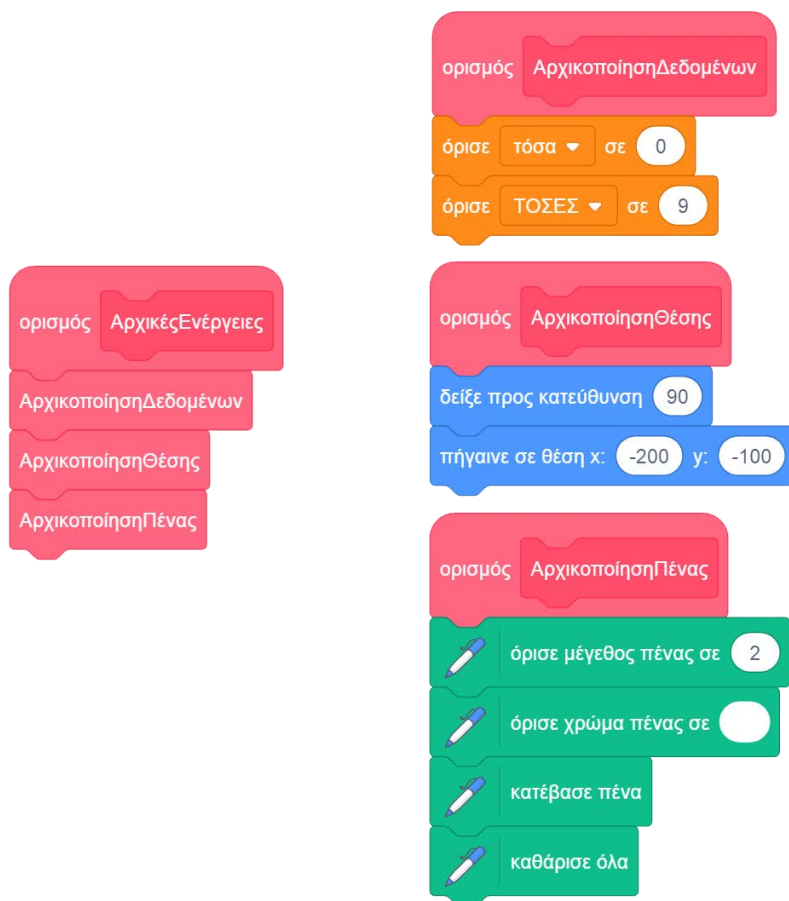 ορισμός ΑρχικοποίησηΔεδομένων
όρισε τόσα σε 0
όρισε ΤΟΣΕΣ σε 9
ορισμός ΑρχικέςΕνέργειες
ΑρχικοποίησηΔεδομένων
ΑρχικοποίησηΘέσης
ΑρχικοποίησηΠένας
ορισμός ΑρχικοποίησηΘέσης
δείξε προς κατεύθυνση 90
πήγαινε σε θέση x: -200 y: -100
ορισμός ΑρχικοποίησηΠένας
όρισε μέγεθος πένας σε 2
όρισε χρώμα πένας σε
κατέβασε πένα
καθάρισε όλα